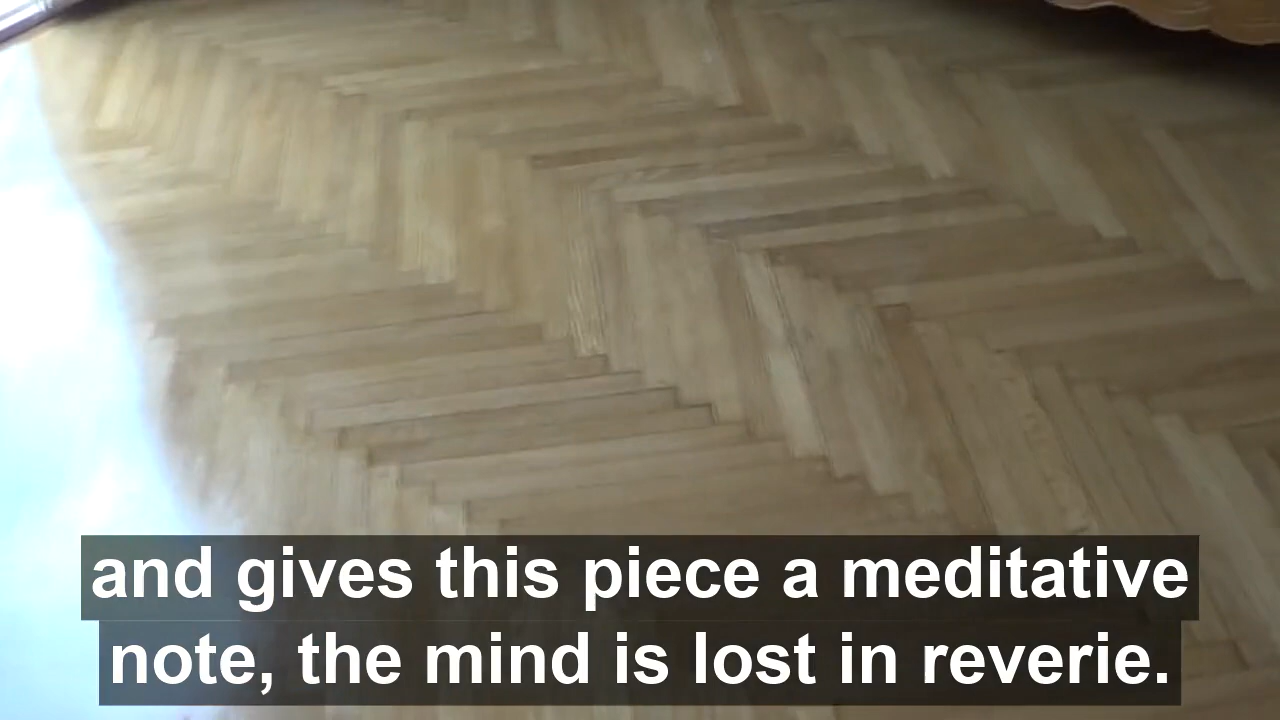 and gives this piece a meditative
note, the mind is lost in reverie.